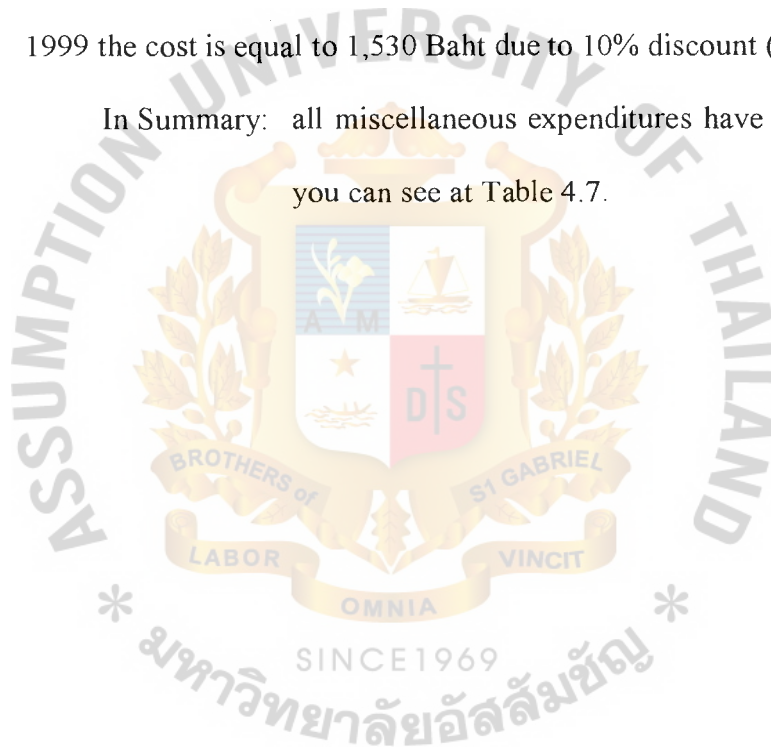 1999 the cost is equal to 1,530 Baht due to 10% discount (
In Summary: all miscellaneous expenditures have
you can see at Table 4.7.
ASSUMPTION UNIVERSITY OF THAILAND
A M
D S
BROTHERS of
S1 GABRIEL
LABOR
VINCIT
OMNIA
SINCE1969
* มหาวิทยาลัยอัสสัมชัญ *